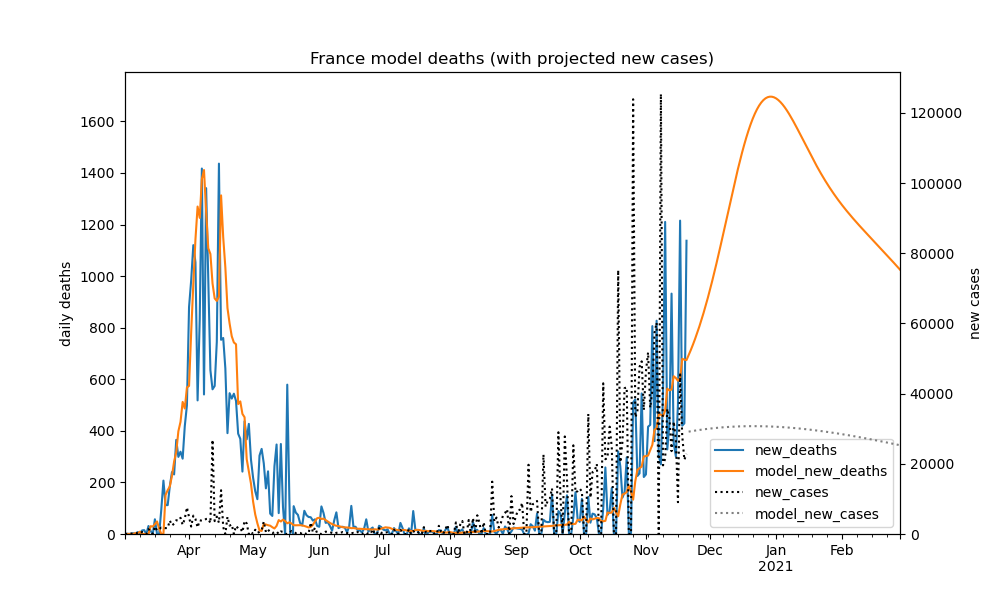 France model deaths (with projected new cases)
daily deaths
1600
1400
1200
1000
800
600
400
200
0
new cases
120000
100000
80000
60000
40000
20000
0
new_deaths
model_new_deaths
new_cases
model_new_cases
Apr May Jun Jul Aug Sep Oct Nov Dec Jan Feb
2021